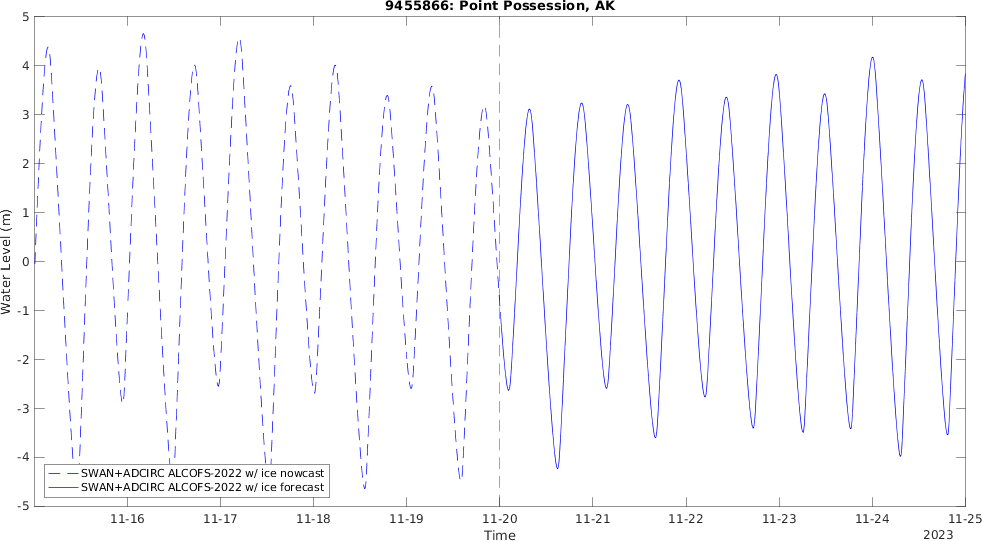 9455866: Point Possession, AK
Water Level (m)
5
4
3
2
1
0
-1
-2
-3
-4
-5
SWAN+ADCIRC ALCOFS-2022 w/ ice nowcast
SWAN+ADCIRC ALCOFS-2022 w/ ice forecast
11-16 11-17 11-18 11-19 11-20 11-21 11-22 11-23 11-24 11-25
Time
2023